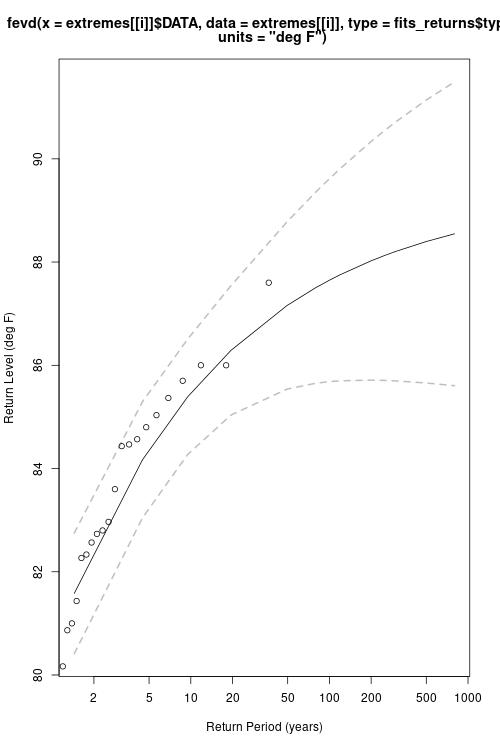 fevd(x = extremes[[i]]$DATA, data = extremes[[i]], type = fits_returns$typ
units = "deg F")
Return Level (deg F)
90
88
86
84
82
80
2 5 10 20 50 100 200 500 1000
Return Period (years)